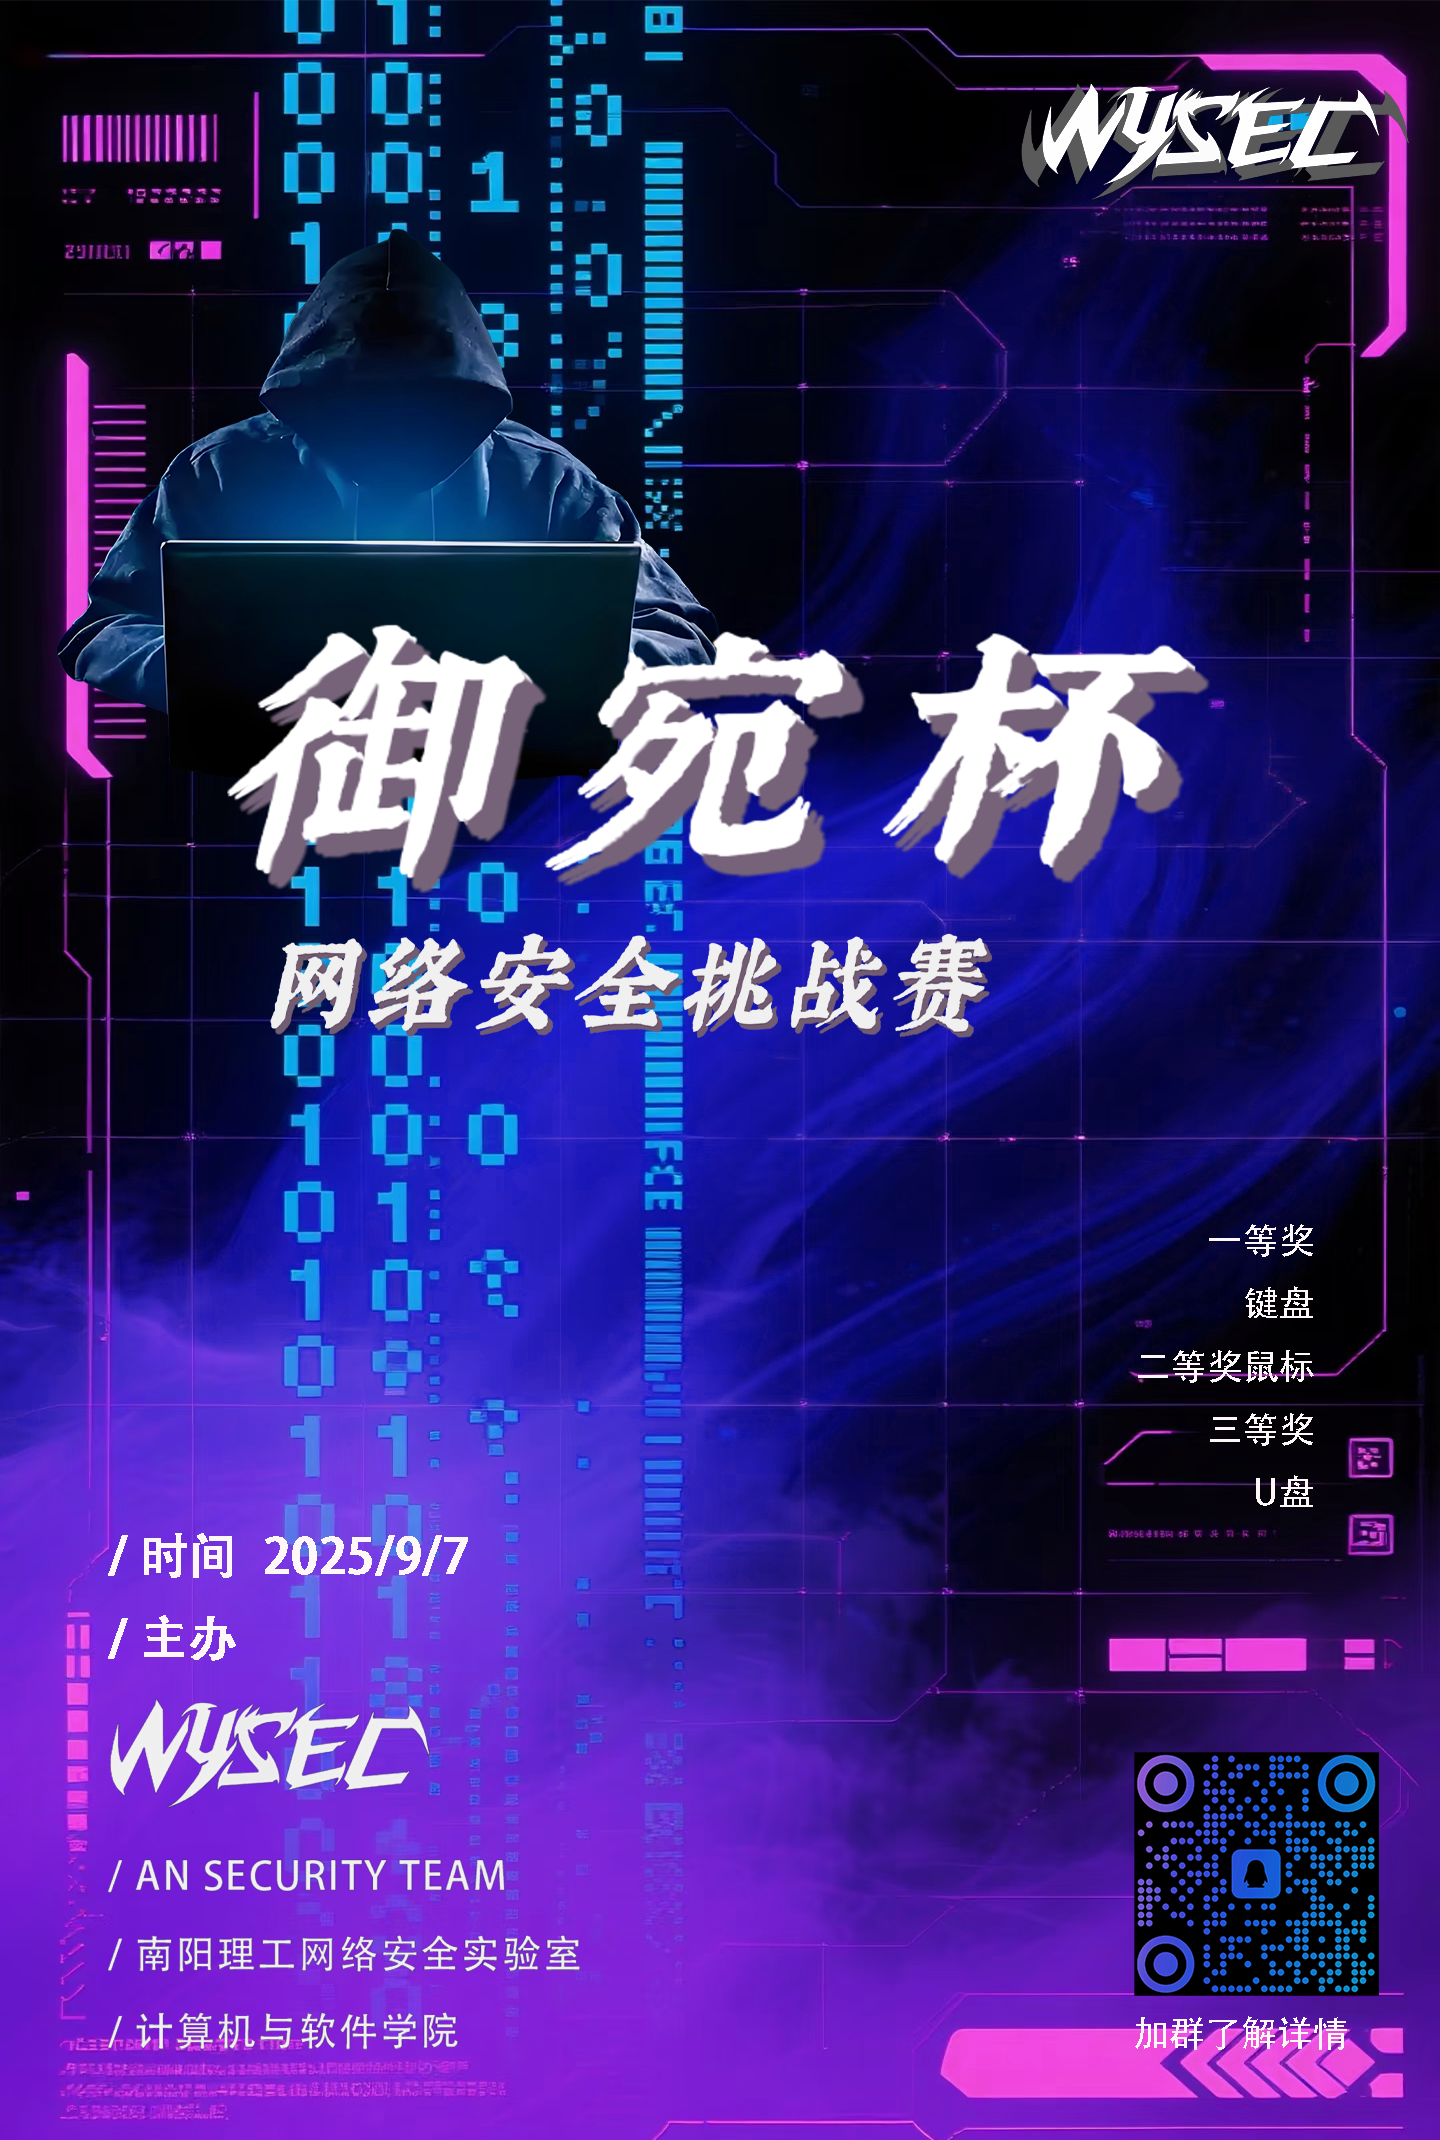 NYSEC
御宛杯
网络安全挑战赛
一等奖
键盘
二等奖鼠标
三等奖
U盘
/ 时间 2025/9/7
/ 主办
NYSEC
/ AN SECURITY TEAM
/ 南阳理工网络安全实验室
/ 计算机与软件学院
加群了解详情